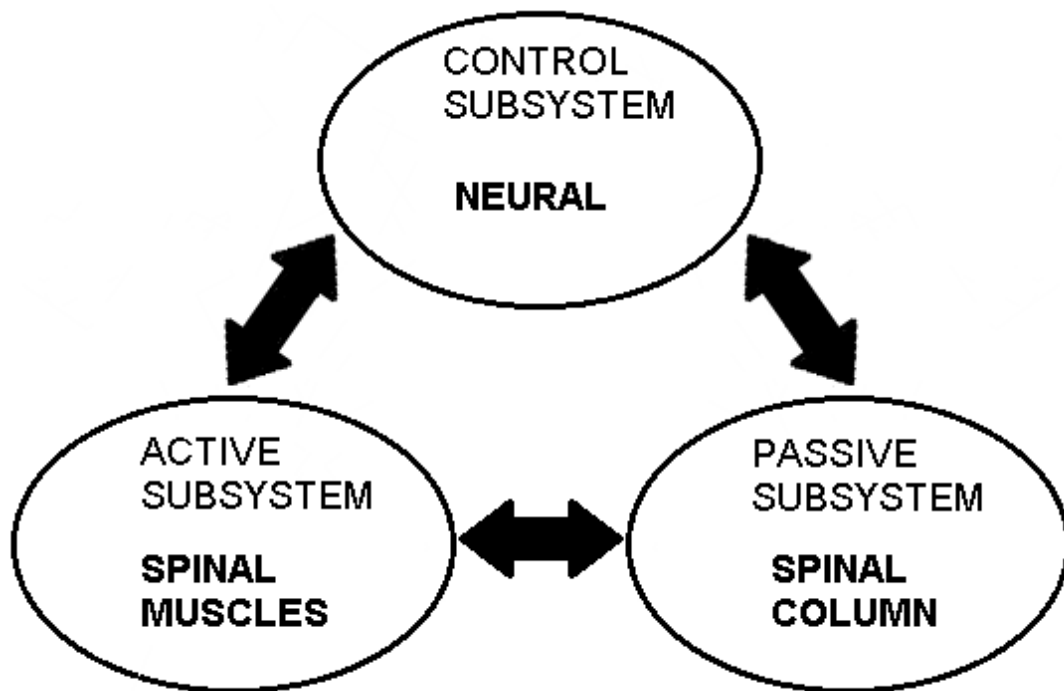 CONTROL
SUBSYSTEM
NEURAL
ACTIVE
SUBSYSTEM
SPINAL
MUSCLES
PASSIVE
SUBSYSTEM
SPINAL
COLUMN